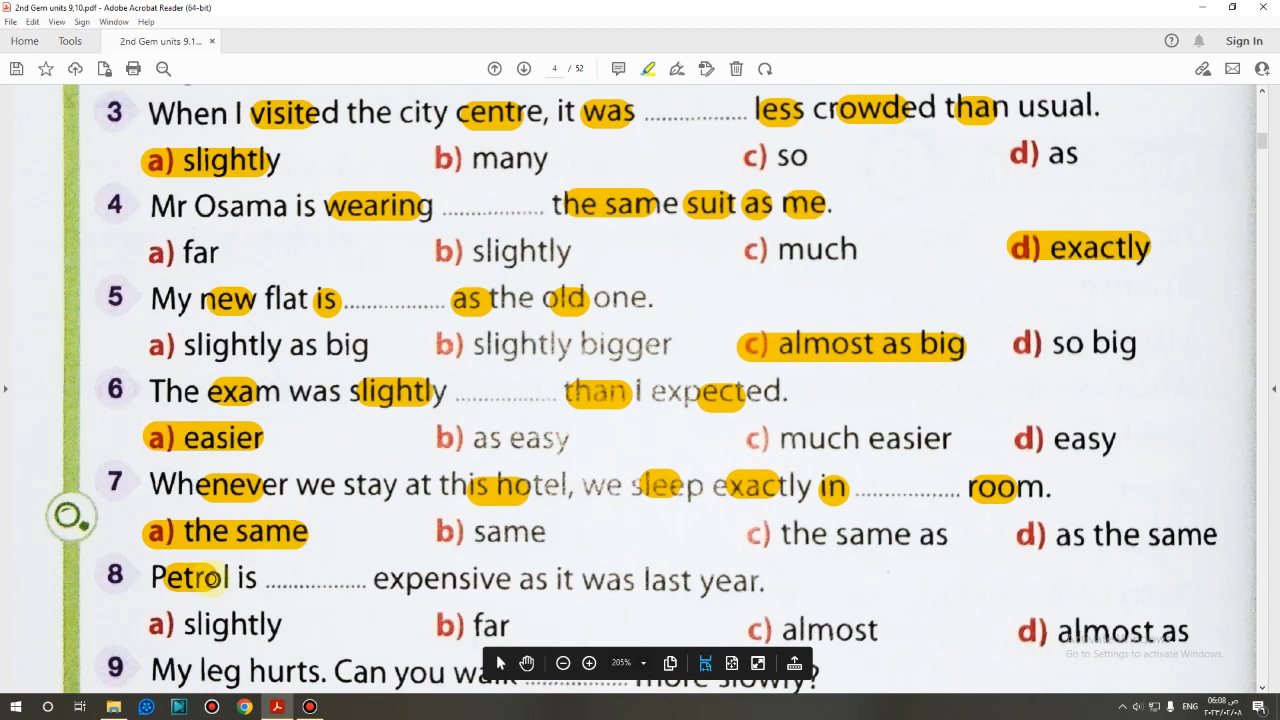 2nd Gem units 9,10.pdf - Adobe Acrobat Reader (64-bit)
File Edit View Sign Window Help
Home Tools 2nd Gem units 9.1... × Sign In
4 / 52
3 When I visited the city centre, it was .................. less crowded than usual.
a) slightly b) many c) so d) as
4 Mr Osama is wearing .................. the same suit as me.
a) far b) slightly c) much d) exactly
5 My new flat is .................. as the old one.
a) slightly as big b) slightly bigger c) almost as big d) so big
6 The exam was slightly .................. than I expected.
a) easier b) as easy c) much easier d) easy
7 Whenever we stay at this hotel, we sleep exactly in .................. room.
a) the same b) same c) the same as d) as the same
8 Petrol is .................. expensive as it was last year.
a) slightly b) far c) almost d) almost as
Go to Settings to activate Windows.
205%
9 My leg hurts. Can you walk .................. more slowly?
ENG 06:08 ص
٢٠٢٣/٠٢/٠٨